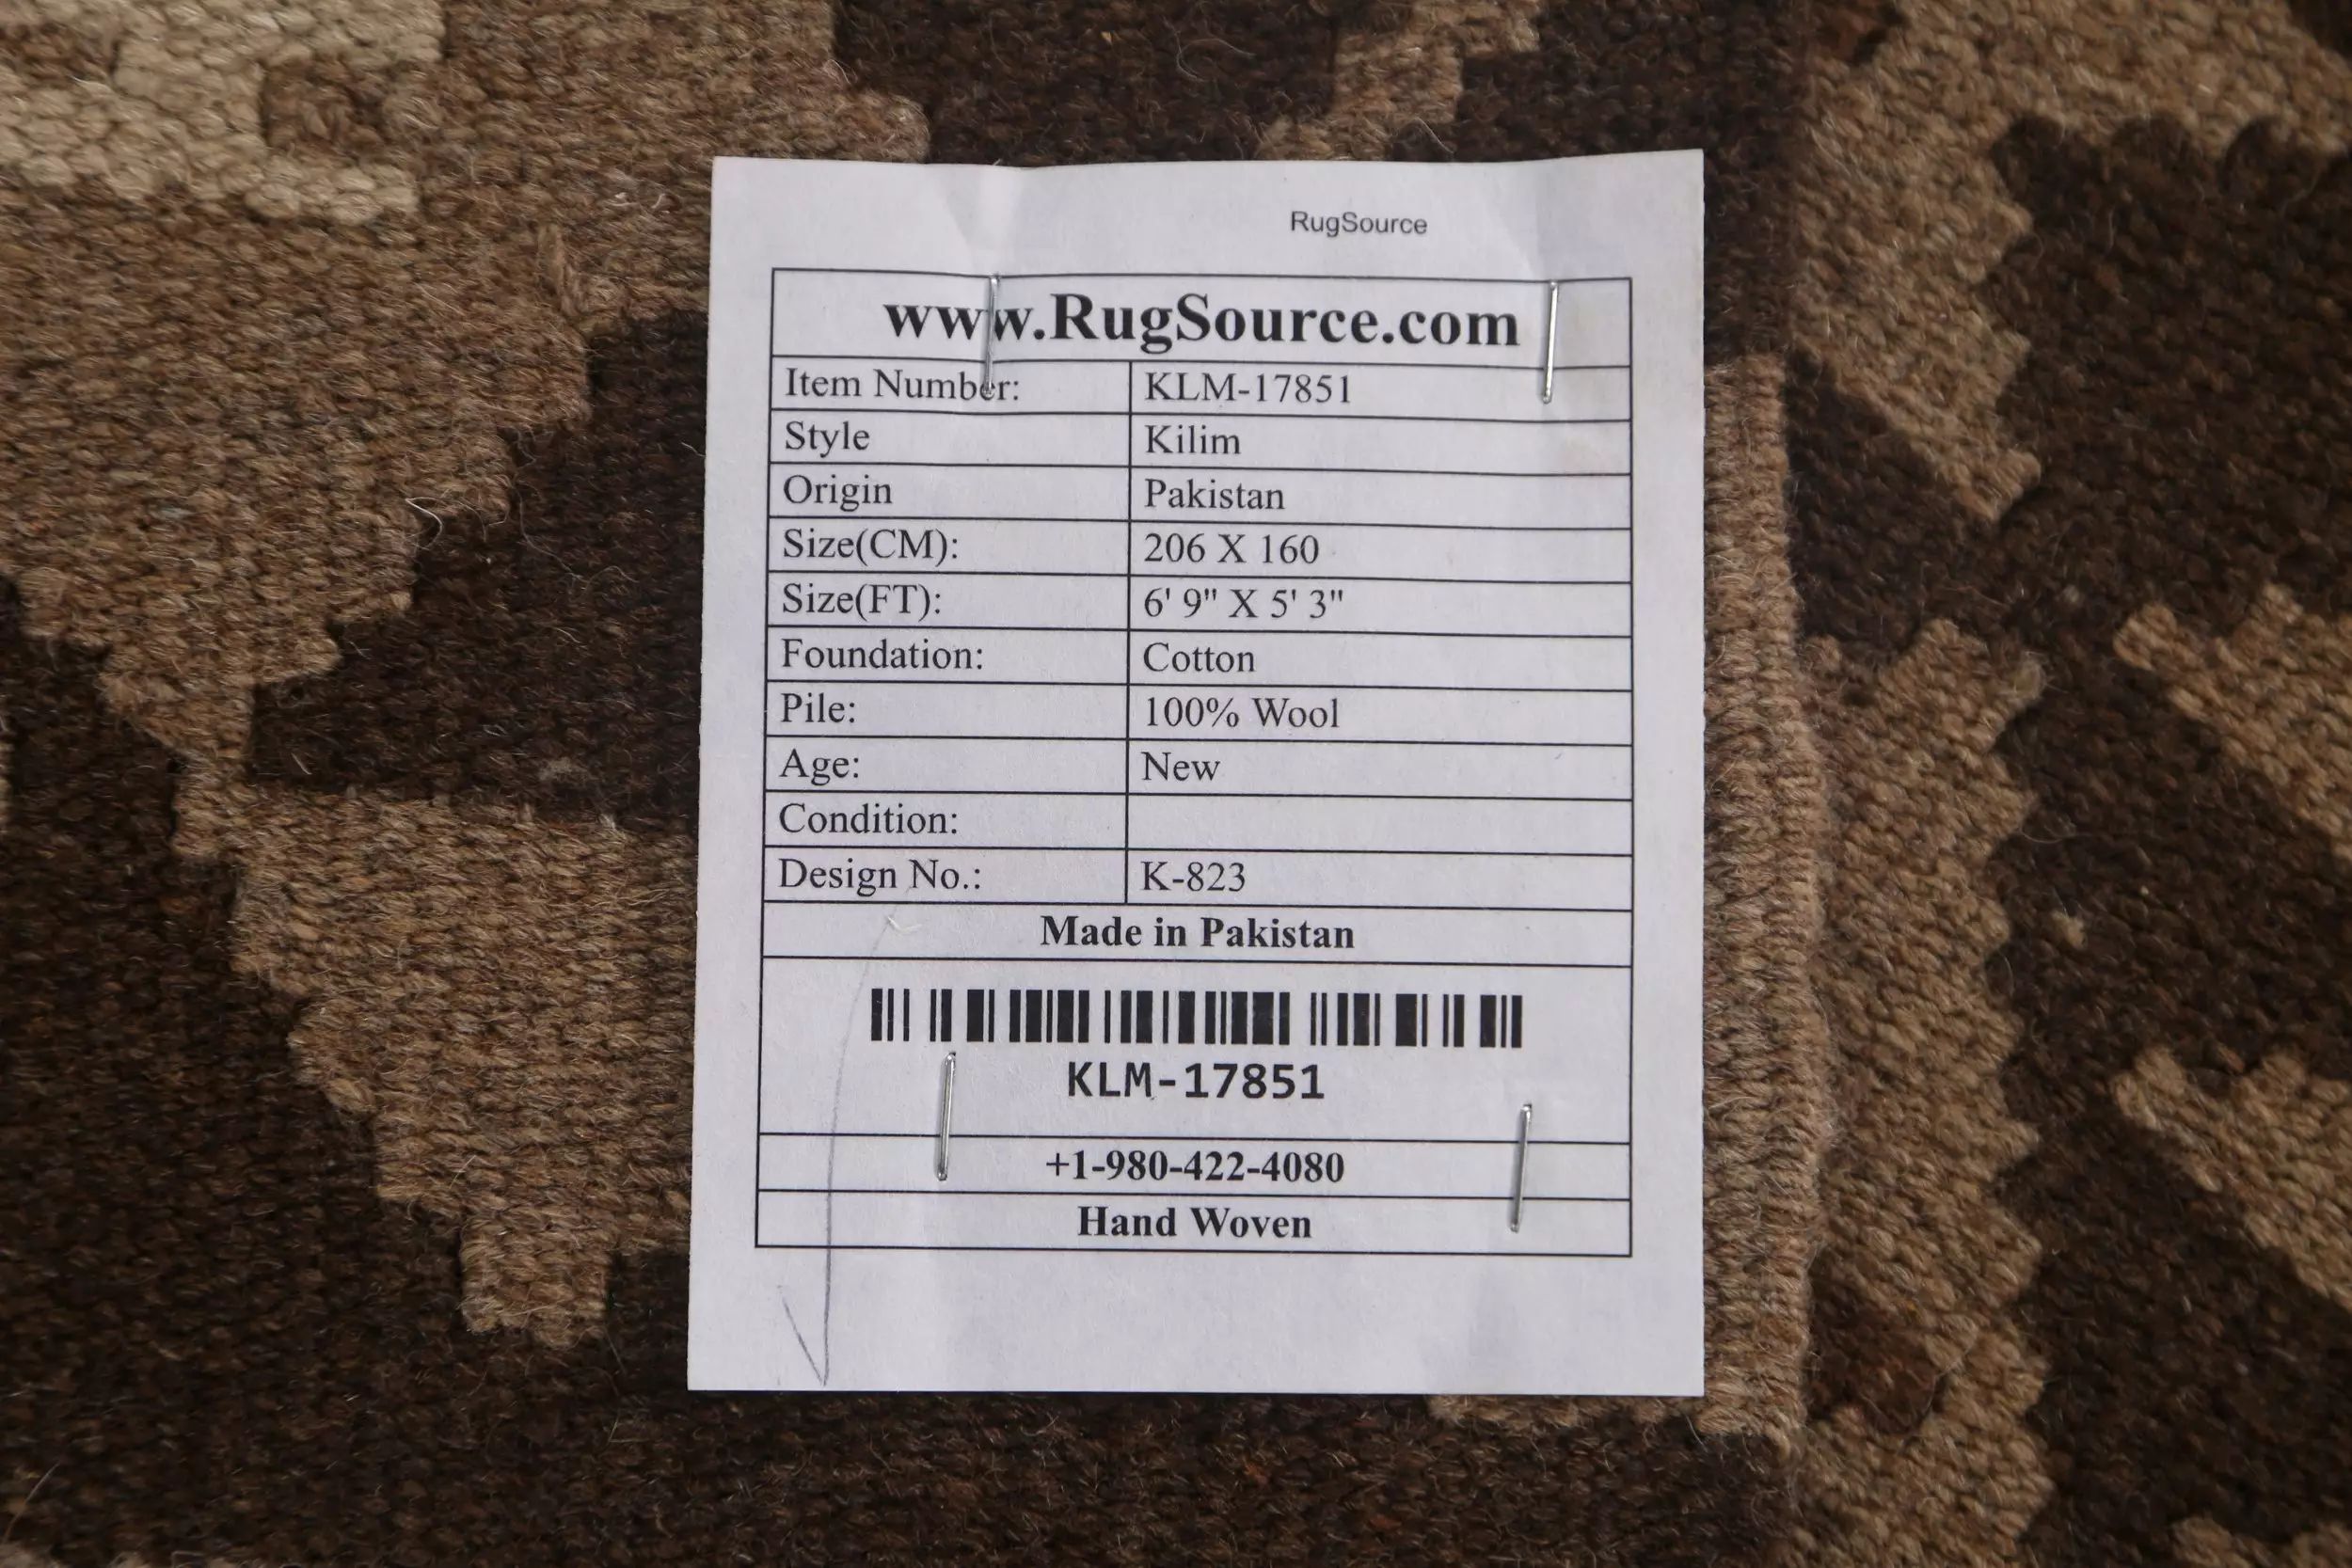 RugSource
www.RugSource.com
Item Number: KLM-17851
Style Kilim
Origin Pakistan
Size(CM): 206 X 160
Size(FT): 6' 9" X 5' 3"
Foundation: Cotton
Pile: 100% Wool
Age: New
Condition:
Design No.: K-823
Made in Pakistan
KLM-17851
+1-980-422-4080
Hand Woven